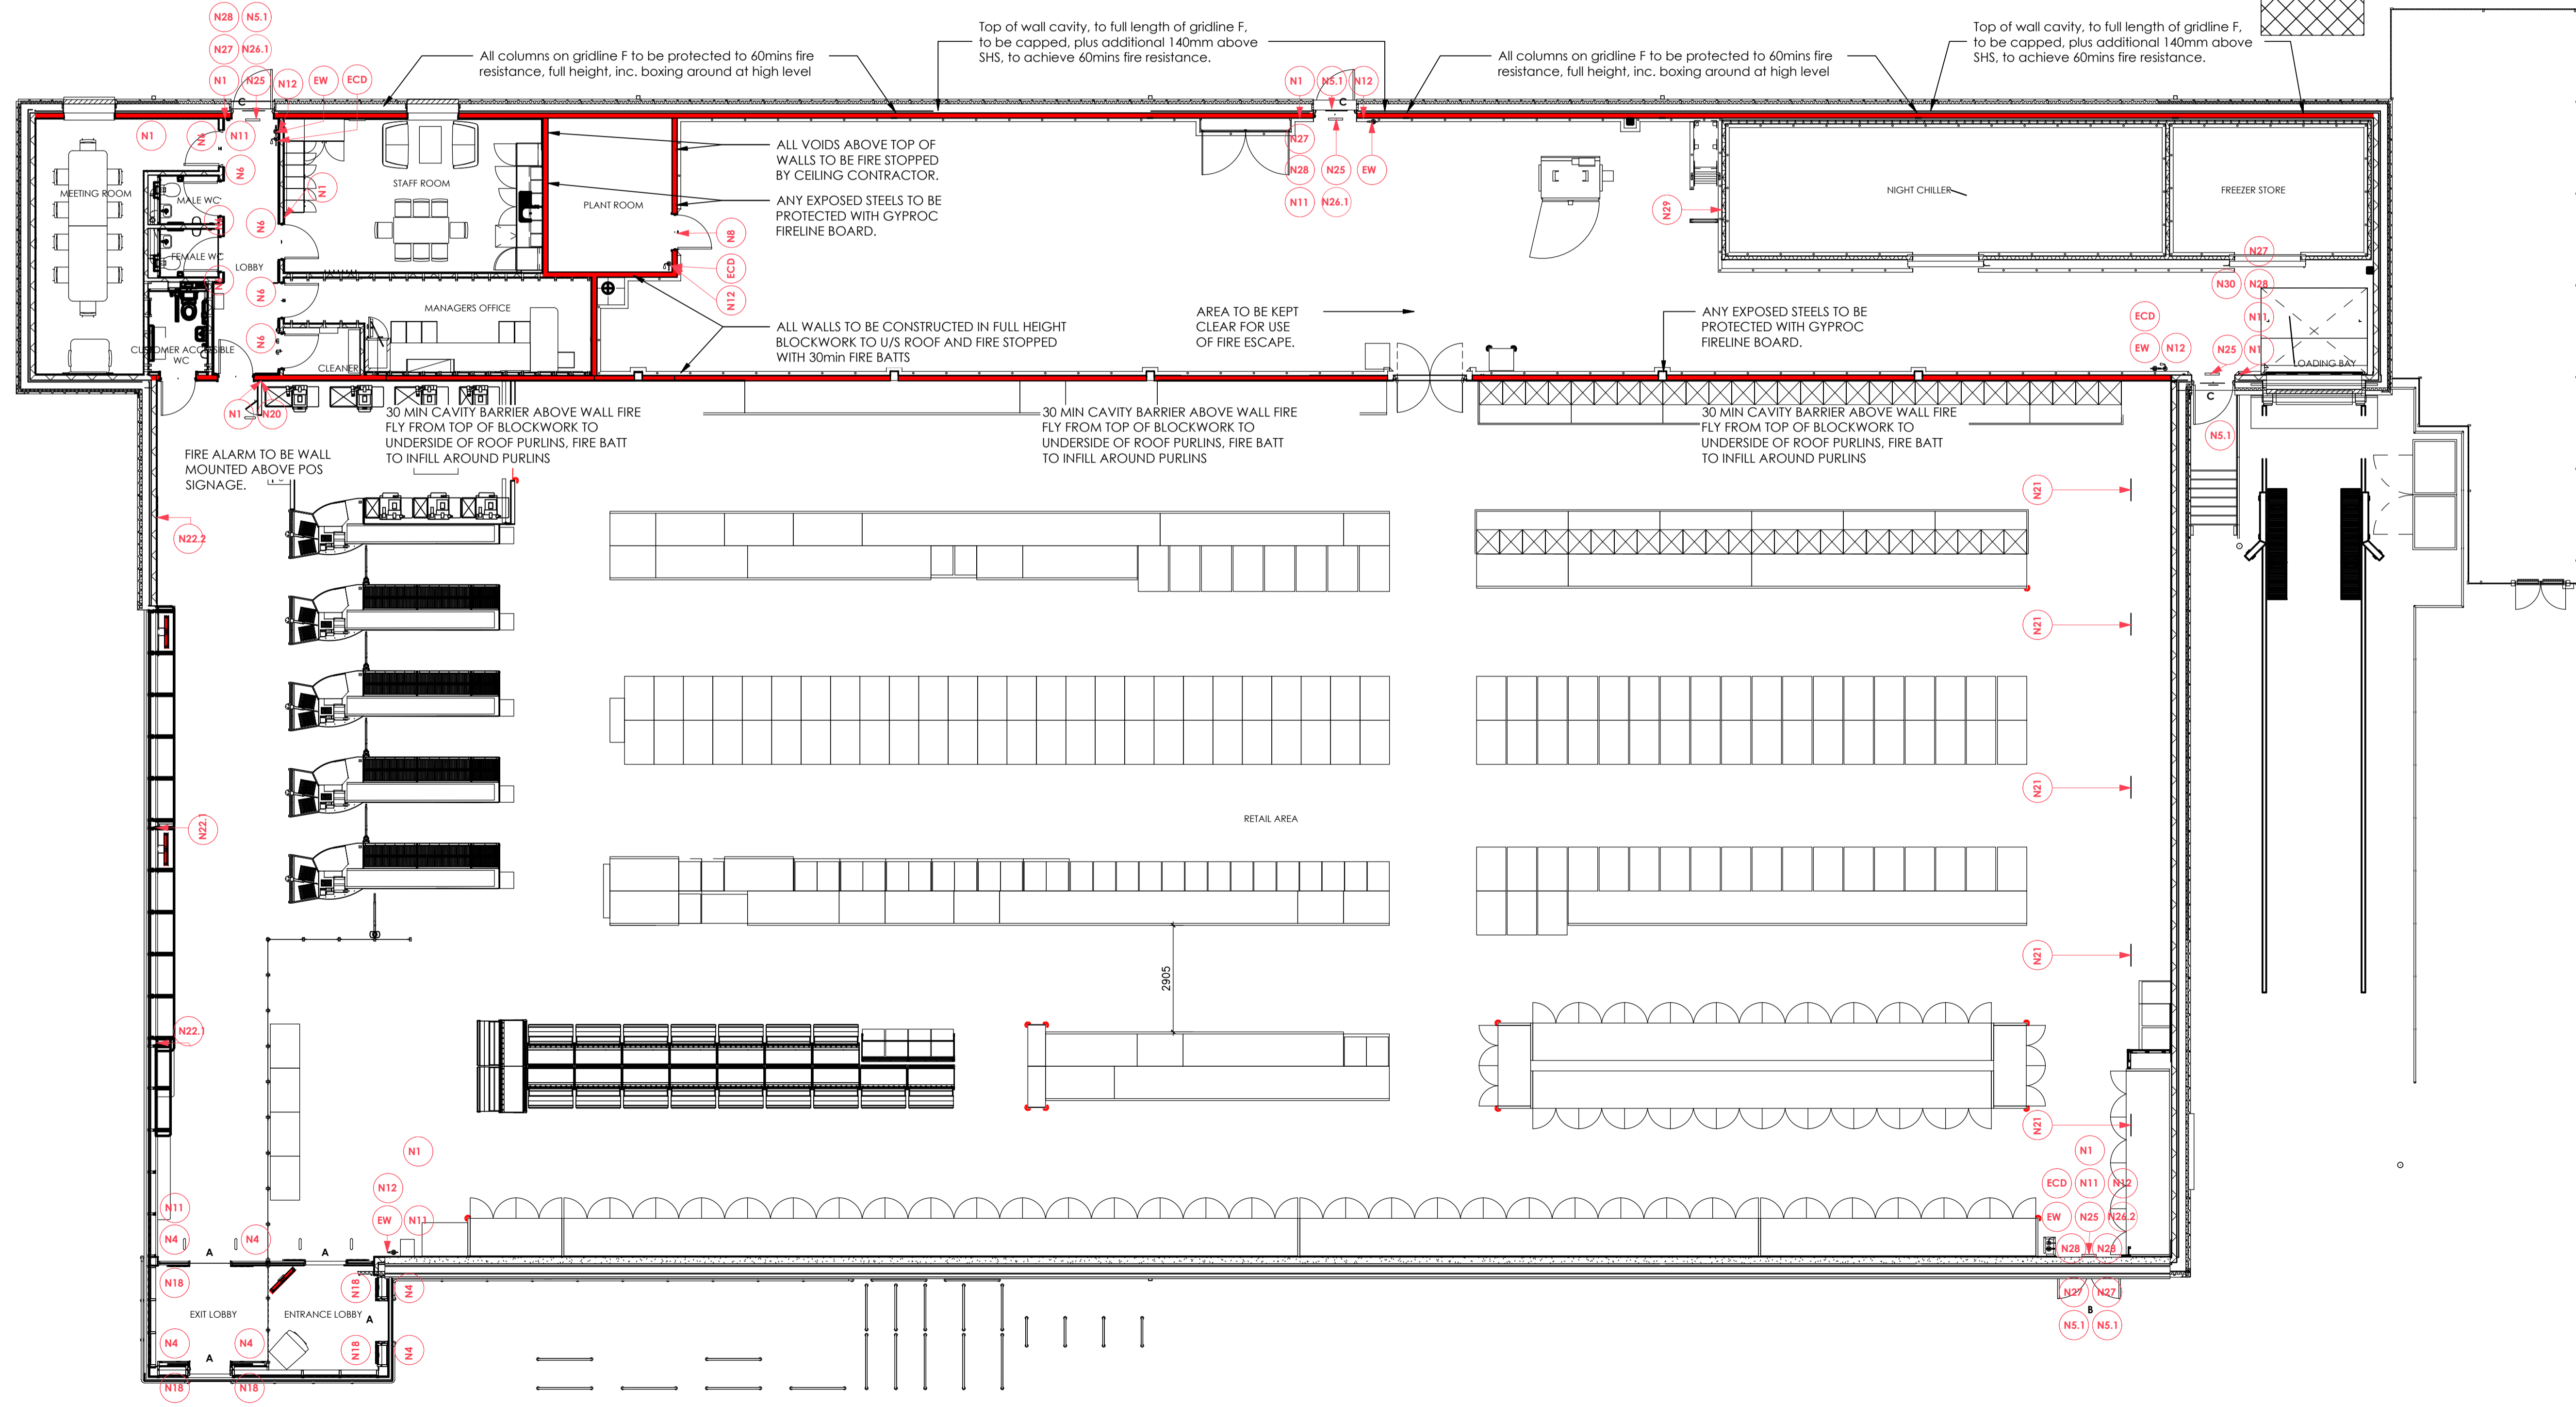 N28 N5.1
N27 N26.1
N1 N25 N12 EW ECD
C
All columns on gridline F to be protected to 60mins fire
resistance, full height, inc. boxing around at high level
Top of wall cavity, to full length of gridline F,
to be capped, plus additional 140mm above
SHS, to achieve 60mins fire resistance.
N1 N5.1 N12
C
All columns on gridline F to be protected to 60mins fire
resistance, full height, inc. boxing around at high level
Top of wall cavity, to full length of gridline F,
to be capped, plus additional 140mm above
SHS, to achieve 60mins fire resistance.
N1 N6 N11
N6
N1
MEETING ROOM
MALE WC
FEMALE WC
LOBBY
N6
N6
N6
STAFF ROOM
PLANT ROOM
MANAGERS OFFICE
CUSTOMER ACCESSIBLE
WC
CLEANER
ALL VOIDS ABOVE TOP OF
WALLS TO BE FIRE STOPPED
BY CEILING CONTRACTOR.
ANY EXPOSED STEELS TO BE
PROTECTED WITH GYPROC
FIRELINE BOARD.
N8
ECD
N12
ALL WALLS TO BE CONSTRUCTED IN FULL HEIGHT
BLOCKWORK TO U/S ROOF AND FIRE STOPPED
WITH 30min FIRE BATTS
N27
N28 N25 EW
N11 N26.1
AREA TO BE KEPT
CLEAR FOR USE
OF FIRE ESCAPE.
N29
NIGHT CHILLER
FREEZER STORE
ANY EXPOSED STEELS TO BE
PROTECTED WITH GYPROC
FIRELINE BOARD.
N27
N30 N28
ECD N11
EW N12 N25 N1
LOADING BAY
C
N5.1
N1 N20
FIRE ALARM TO BE WALL
MOUNTED ABOVE POS
SIGNAGE.
30 MIN CAVITY BARRIER ABOVE WALL FIRE
FLY FROM TOP OF BLOCKWORK TO
UNDERSIDE OF ROOF PURLINS, FIRE BATT
TO INFILL AROUND PURLINS
30 MIN CAVITY BARRIER ABOVE WALL FIRE
FLY FROM TOP OF BLOCKWORK TO
UNDERSIDE OF ROOF PURLINS, FIRE BATT
TO INFILL AROUND PURLINS
30 MIN CAVITY BARRIER ABOVE WALL FIRE
FLY FROM TOP OF BLOCKWORK TO
UNDERSIDE OF ROOF PURLINS, FIRE BATT
TO INFILL AROUND PURLINS
N21
N22.2
N21
N21
RETAIL AREA
N22.1
N21
2905
N22.1
N21
N1
N12
EW N11
N11
N4 N4
A A
N18
EXIT LOBBY
ENTRANCE LOBBY
A
N18 N4
N4 N4
A
N18 N4
N18 N18
N1
ECD N11 N12
EW N25 N26.2
N28 N28
N27 N27
B
N5.1 N5.1